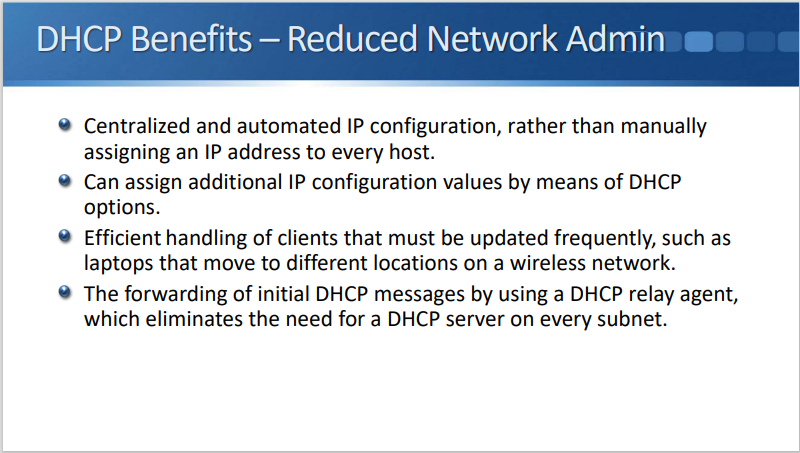 DHCP Benefits – Reduced Network Admin
Centralized and automated IP configuration, rather than manually
assigning an IP address to every host.
Can assign additional IP configuration values by means of DHCP
options.
Efficient handling of clients that must be updated frequently, such as
laptops that move to different locations on a wireless network.
The forwarding of initial DHCP messages by using a DHCP relay agent,
which eliminates the need for a DHCP server on every subnet.